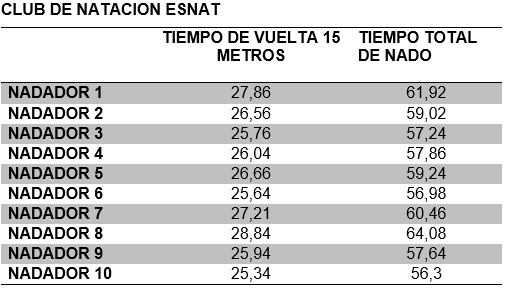 CLUB DE NATACION ESNAT
TIEMPO DE VUELTA 15 METROS TIEMPO TOTAL DE NADO
NADADOR 1 27,86 61,92
NADADOR 2 26,56 59,02
NADADOR 3 25,76 57,24
NADADOR 4 26,04 57,86
NADADOR 5 26,66 59,24
NADADOR 6 25,64 56,98
NADADOR 7 27,21 60,46
NADADOR 8 28,84 64,08
NADADOR 9 25,94 57,64
NADADOR 10 25,34 56,3